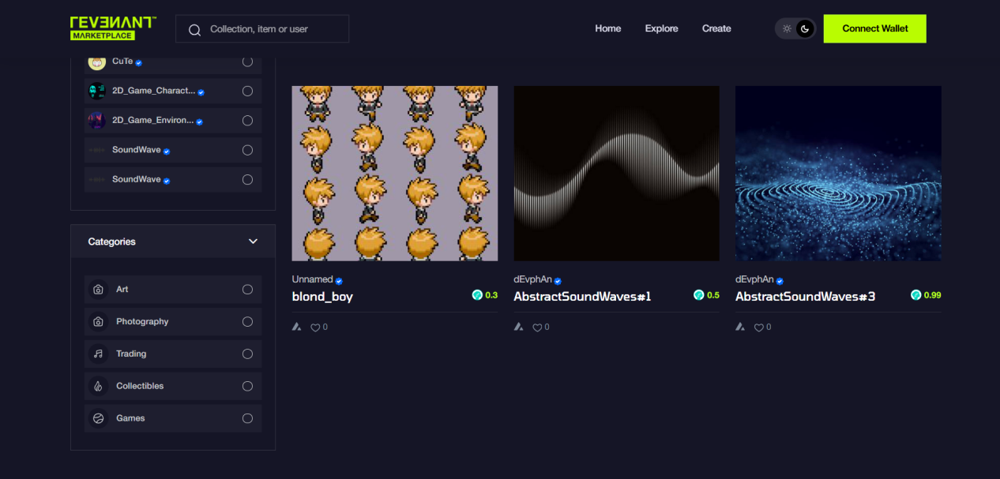 REVENANT™
MARKETPLACE
Collection, item or user
Home
Explore
Create
Connect Wallet
CuTe
2D_Game_Charact...
2D_Game_Environ...
SoundWave
SoundWave
Categories
Art
Photography
Trading
Collectibles
Games
Unnamed
blond_boy
0.3
0
dEvphAn
AbstractSoundWaves#1
0.5
0
dEvphAn
AbstractSoundWaves#3
0.99
0